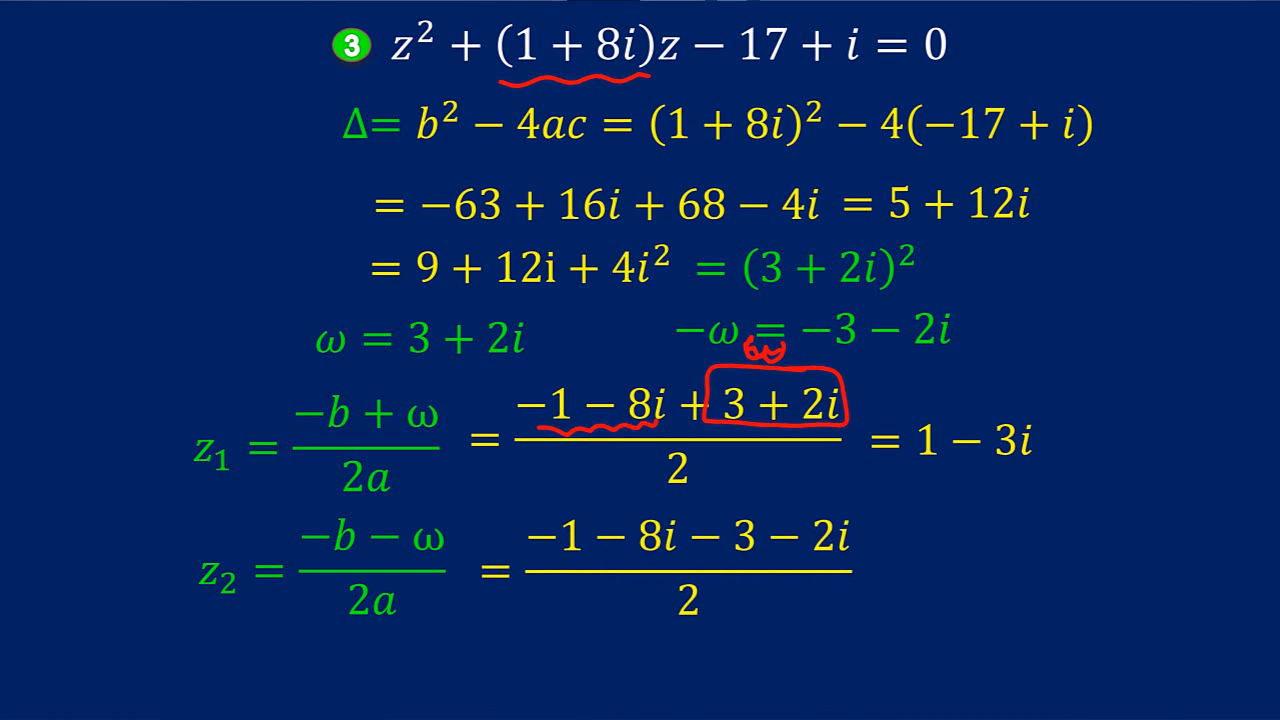 3 z² + (1 + 8i)z − 17 + i = 0
Δ= b² − 4ac = (1 + 8i)² − 4(−17 + i)
= −63 + 16i + 68 − 4i = 5 + 12i
= 9 + 12i + 4i² = (3 + 2i)²
ω = 3 + 2i −ω = −3 − 2i
ω
z₁ = (−b + ω)/(2a) = (−1 − 8i + 3 + 2i)/2 = 1 − 3i
z₂ = (−b − ω)/(2a) = (−1 − 8i − 3 − 2i)/2